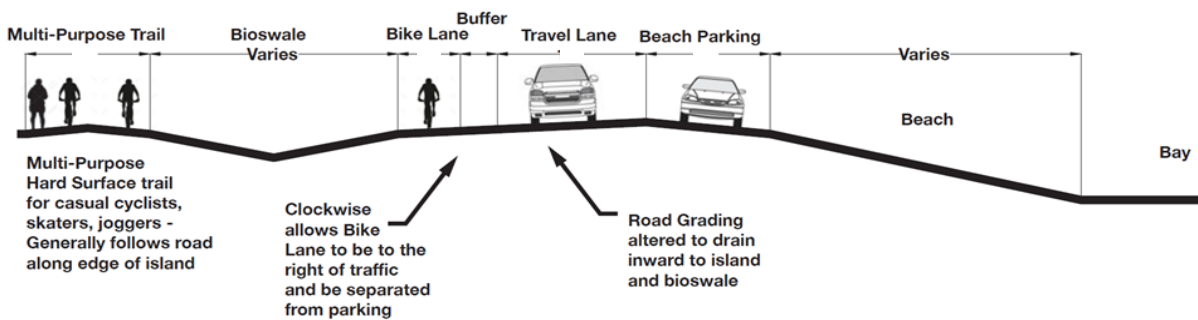 Buffer
Multi-Purpose Trail
Bioswale
Bike Lane
Travel Lane
Beach Parking
Varies
Varies
Beach
Bay
Multi-Purpose
Hard Surface trail
for casual cyclists,
skaters, joggers -
Generally follows road
along edge of island
Clockwise
allows Bike
Lane to be to the
right of traffic
and be separated
from parking
Road Grading
altered to drain
inward to island
and bioswale